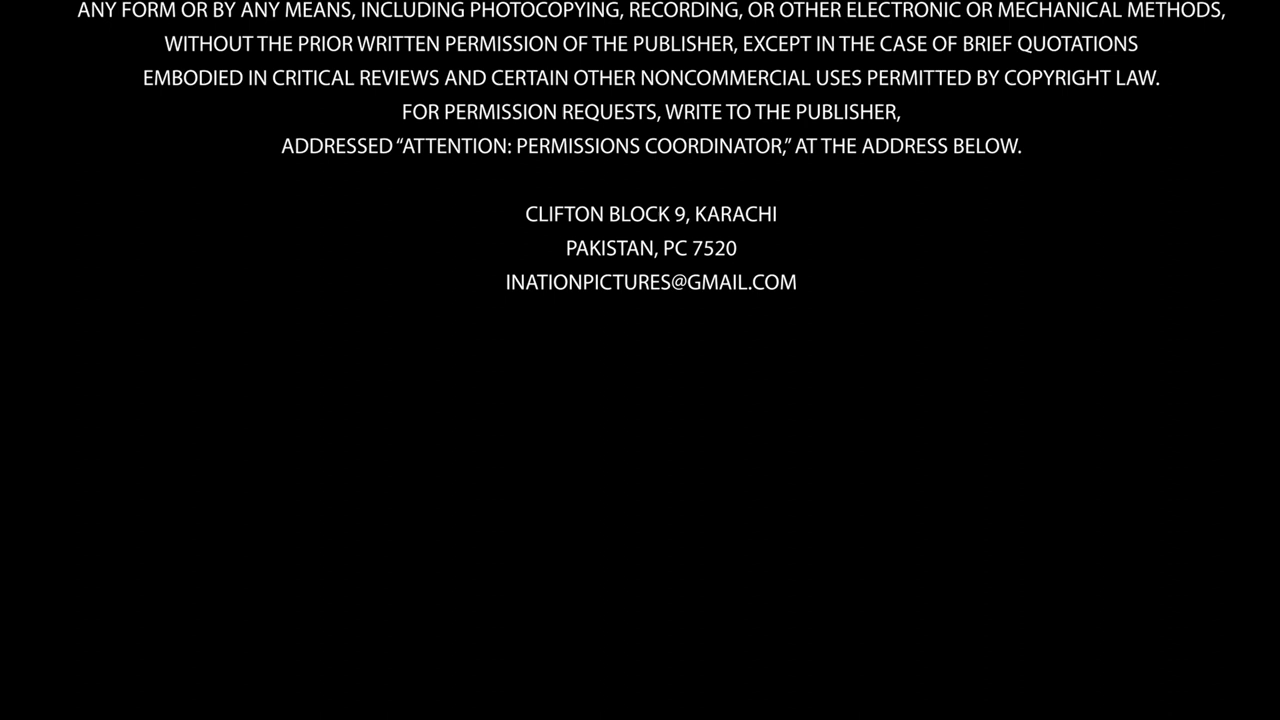 ANY FORM OR BY ANY MEANS, INCLUDING PHOTOCOPYING, RECORDING, OR OTHER ELECTRONIC OR MECHANICAL METHODS,
WITHOUT THE PRIOR WRITTEN PERMISSION OF THE PUBLISHER, EXCEPT IN THE CASE OF BRIEF QUOTATIONS
EMBODIED IN CRITICAL REVIEWS AND CERTAIN OTHER NONCOMMERCIAL USES PERMITTED BY COPYRIGHT LAW.
FOR PERMISSION REQUESTS, WRITE TO THE PUBLISHER,
ADDRESSED “ATTENTION: PERMISSIONS COORDINATOR,” AT THE ADDRESS BELOW.
CLIFTON BLOCK 9, KARACHI
PAKISTAN, PC 7520
INATIONPICTURES@GMAIL.COM